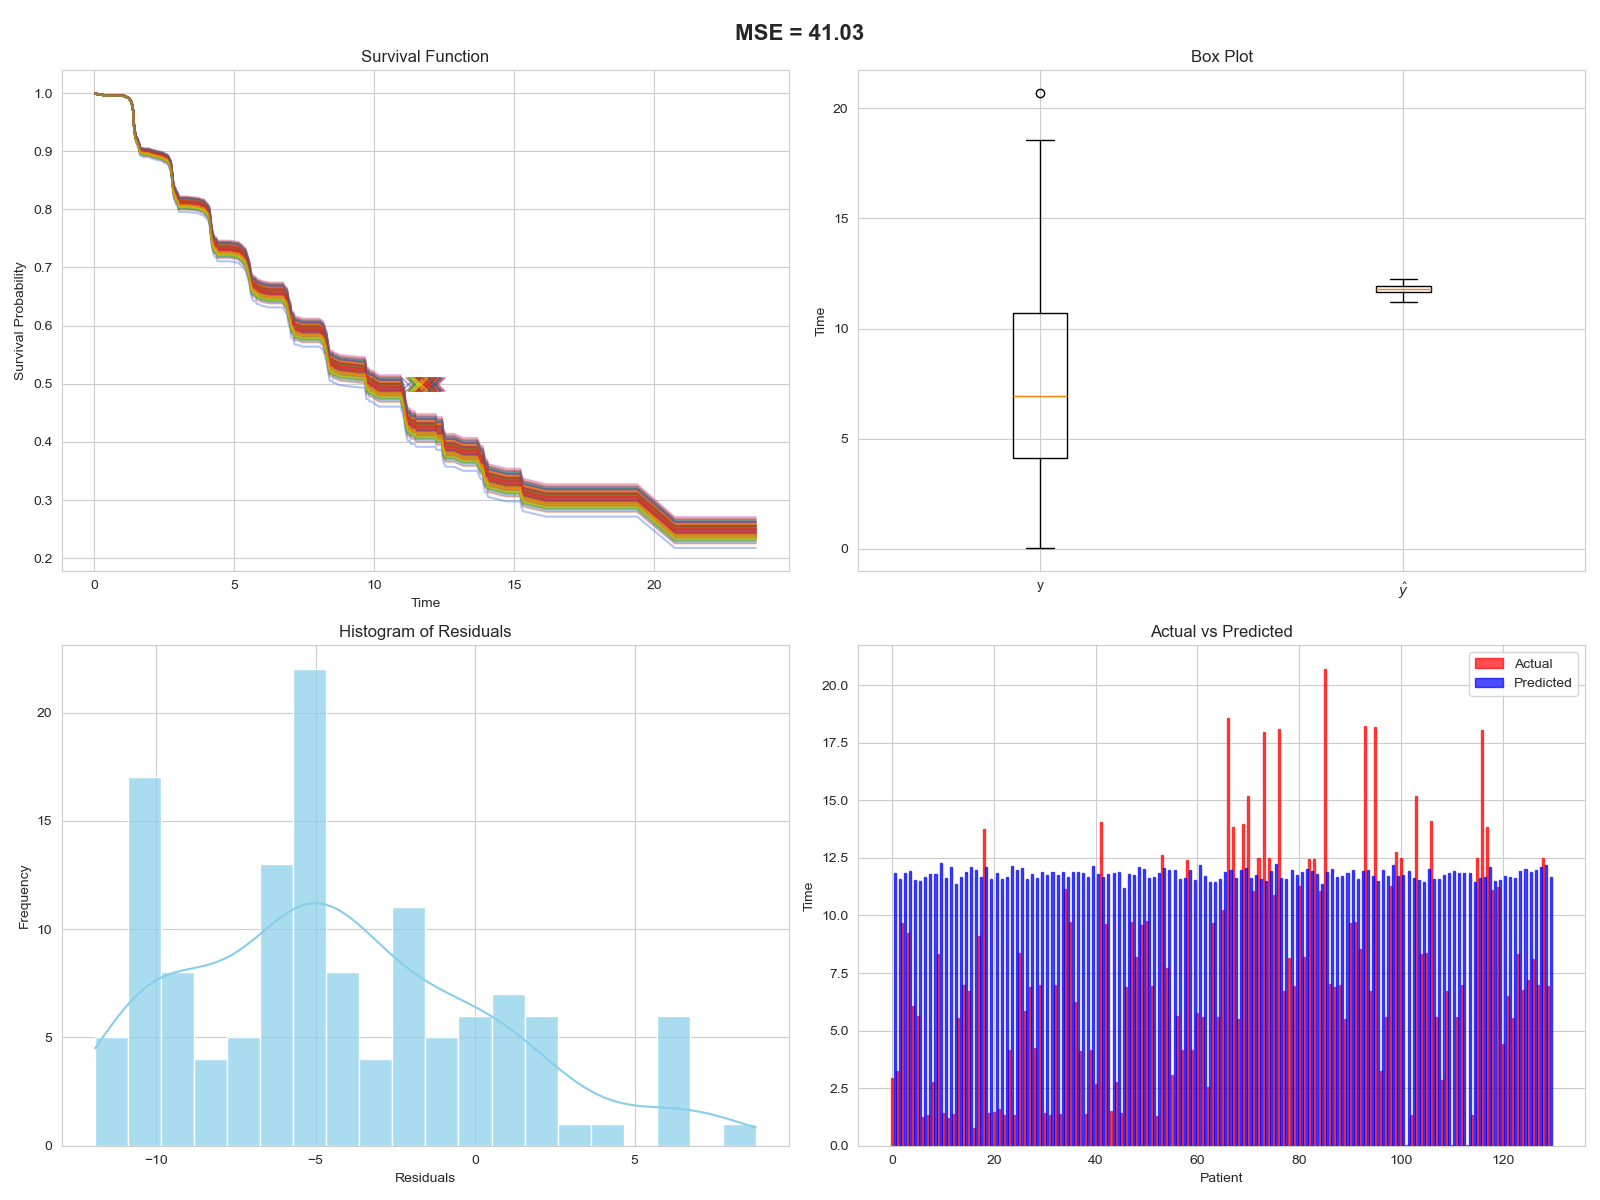 MSE = 41.03
Survival Function
1.0
0.9
0.8
0.7
0.6
0.5
0.4
0.3
0.2
Survival Probability
0 5 10 15 20
Time
Box Plot
20
15
10
5
0
Time
y ŷ
Histogram of Residuals
20
15
10
5
0
Frequency
−10 −5 0 5
Residuals
Actual vs Predicted
Actual
Predicted
20.0
17.5
15.0
12.5
10.0
7.5
5.0
2.5
0.0
Time
0 20 40 60 80 100 120
Patient